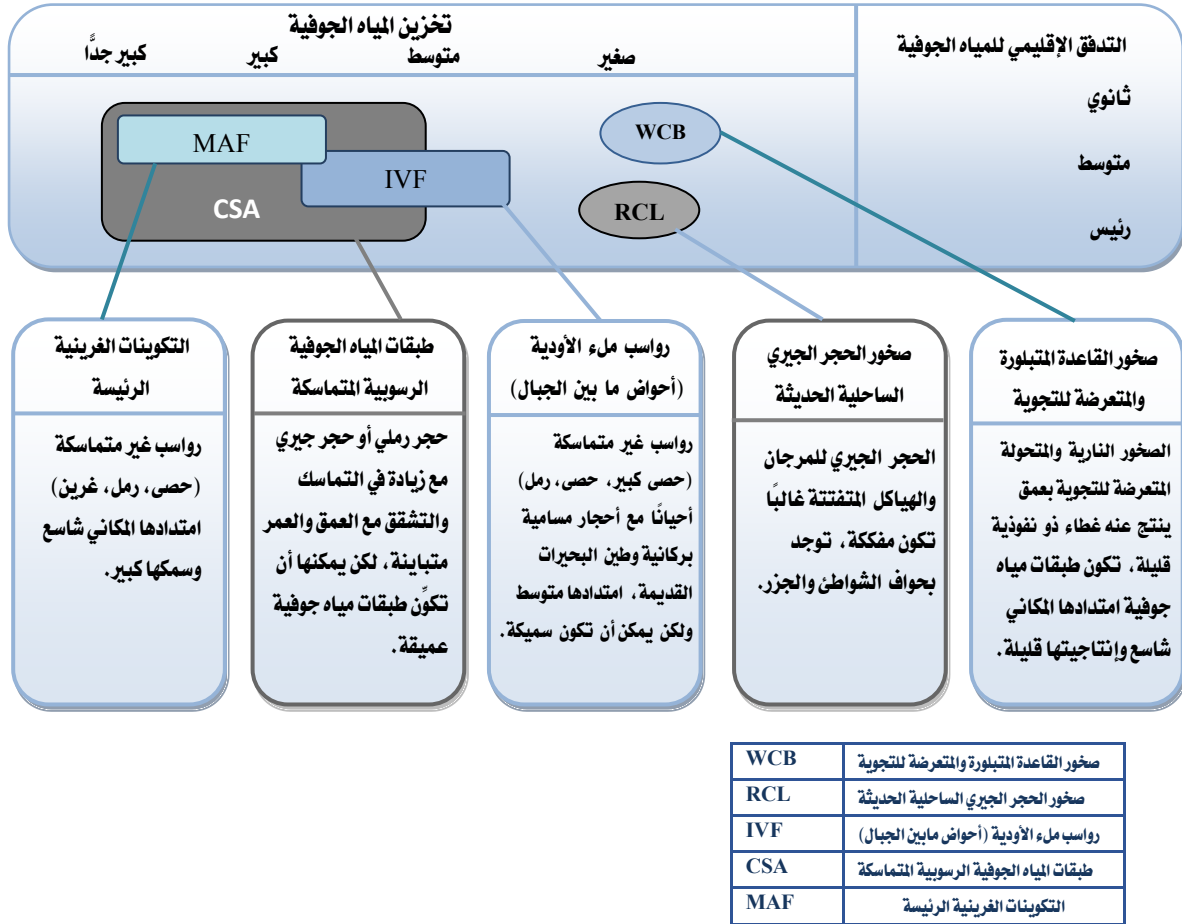 تخزين المياه الجوفية
صغير متوسط كبير كبير جدًّا
التدفق الإقليمي للمياه الجوفية
ثانوي
متوسط
رئيس
WCB
RCL
MAF
IVF
CSA
صخور القاعدة المتبلورة
والمتعرضة للتجوية
الصخور النارية والمتحولة
المتعرضة للتجوية بعمق
ينتج عنه غطاء ذو نفوذية
قليلة، تكون طبقات مياه
جوفية امتدادها المكاني
شاسع وإنتاجيتها قليلة.
صخور الحجر الجيري
الساحلية الحديثة
الحجر الجيري للمرجان
والهياكل المتفتتة غالبًا
تكون مفككة، توجد
بحواف الشواطئ والجزر.
رواسب ملء الأودية
(أحواض ما بين الجبال)
رواسب غير متماسكة
(حصى كبير، حصى، رمل)
أحيانًا مع أحجار مسامية
بركانية وطين البحيرات
القديمة، امتدادها متوسط
ولكن يمكن أن تكون سميكة.
طبقات المياه الجوفية
الرسوبية المتماسكة
حجر رملي أو حجر جيري
مع زيادة في التماسك
والتشقق مع العمق والعمر
متباينة، لكن يمكنها أن
تكوِّن طبقات مياه جوفية
عميقة.
التكوينات الغرينية
الرئيسة
رواسب غير متماسكة
(حصى، رمل، غرين)
امتدادها المكاني شاسع
وسمكها كبير.
صخور القاعدة المتبلورة والمتعرضة للتجوية WCB
صخور الحجر الجيري الساحلية الحديثة RCL
رواسب ملء الأودية (أحواض مابين الجبال) IVF
طبقات المياه الجوفية الرسوبية المتماسكة CSA
التكوينات الغرينية الرئيسة MAF